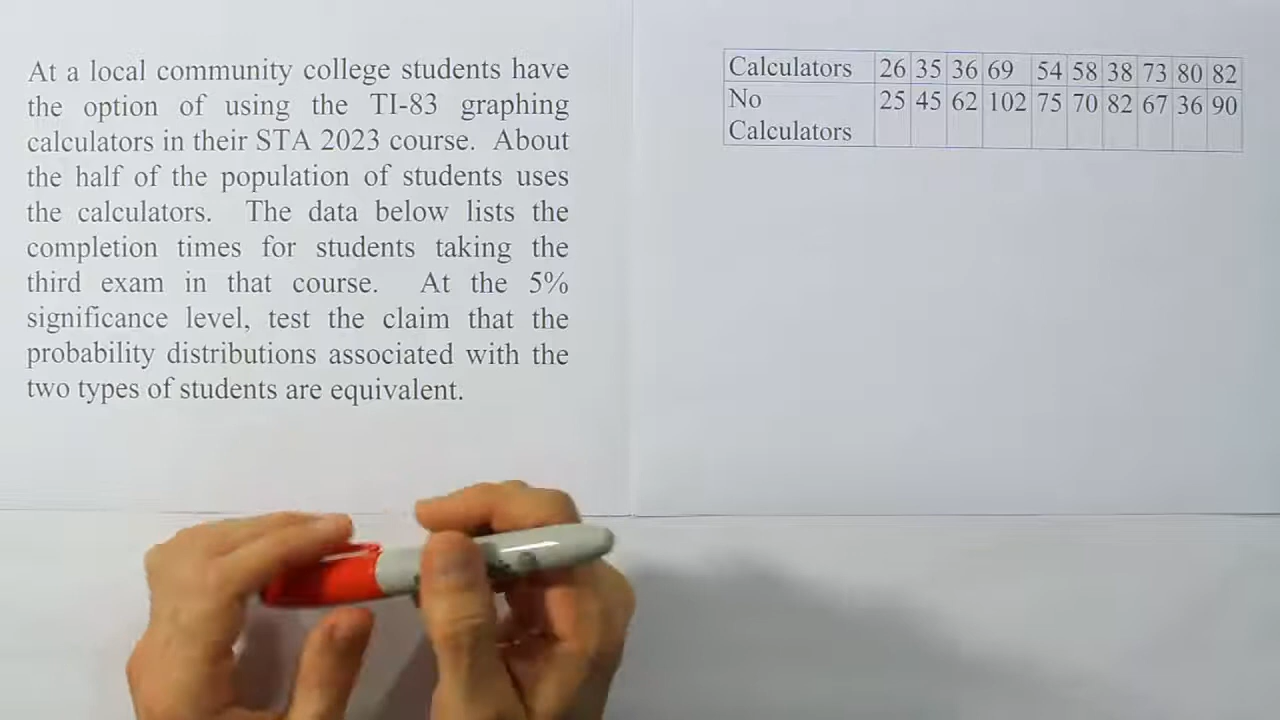 At a local community college students have
the option of using the TI-83 graphing
calculators in their STA 2023 course. About
the half of the population of students uses
the calculators. The data below lists the
completion times for students taking the
third exam in that course. At the 5%
significance level, test the claim that the
probability distributions associated with the
two types of students are equivalent.
Calculators 26 35 36 69 54 58 38 73 80 82
No 25 45 62 102 75 70 82 67 36 90
Calculators